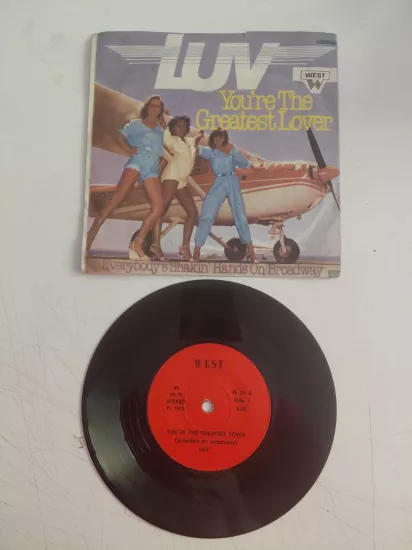 LUV
WEST
W
You're The
Greatest Lover
Everybody's Shakin' Hands On Broadway
WEST
STEREO
YOU'RE THE GREATEST LOVER
LUV